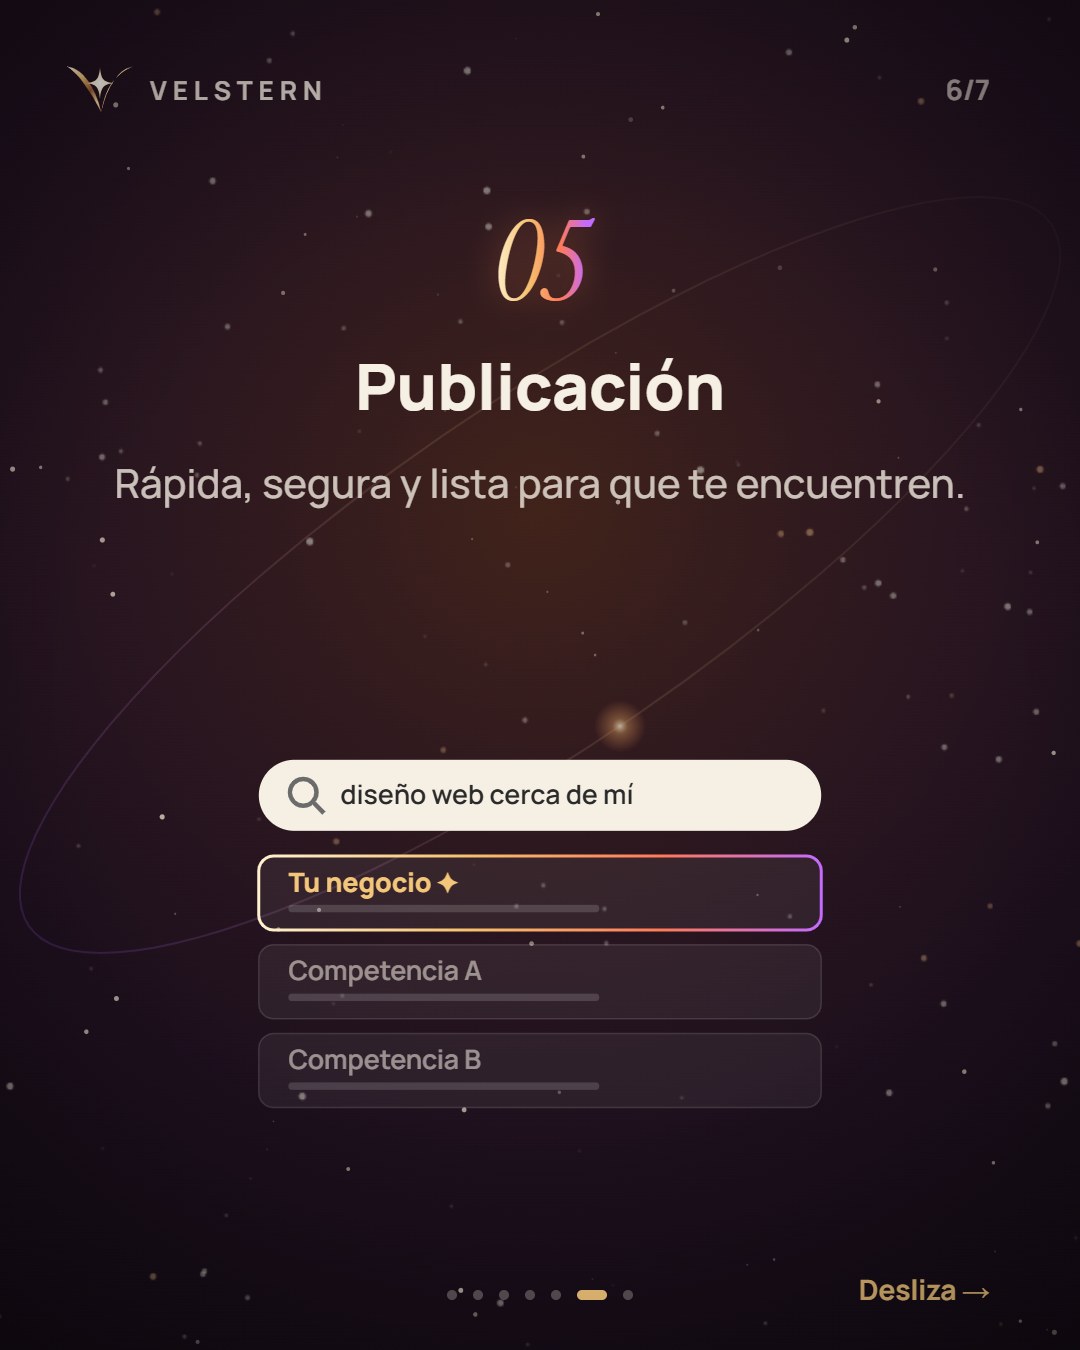 VELSTERN
6/7
05
Publicación
Rápida, segura y lista para que te encuentren.
diseño web cerca de mí
Tu negocio ✦
Competencia A
Competencia B
Desliza →